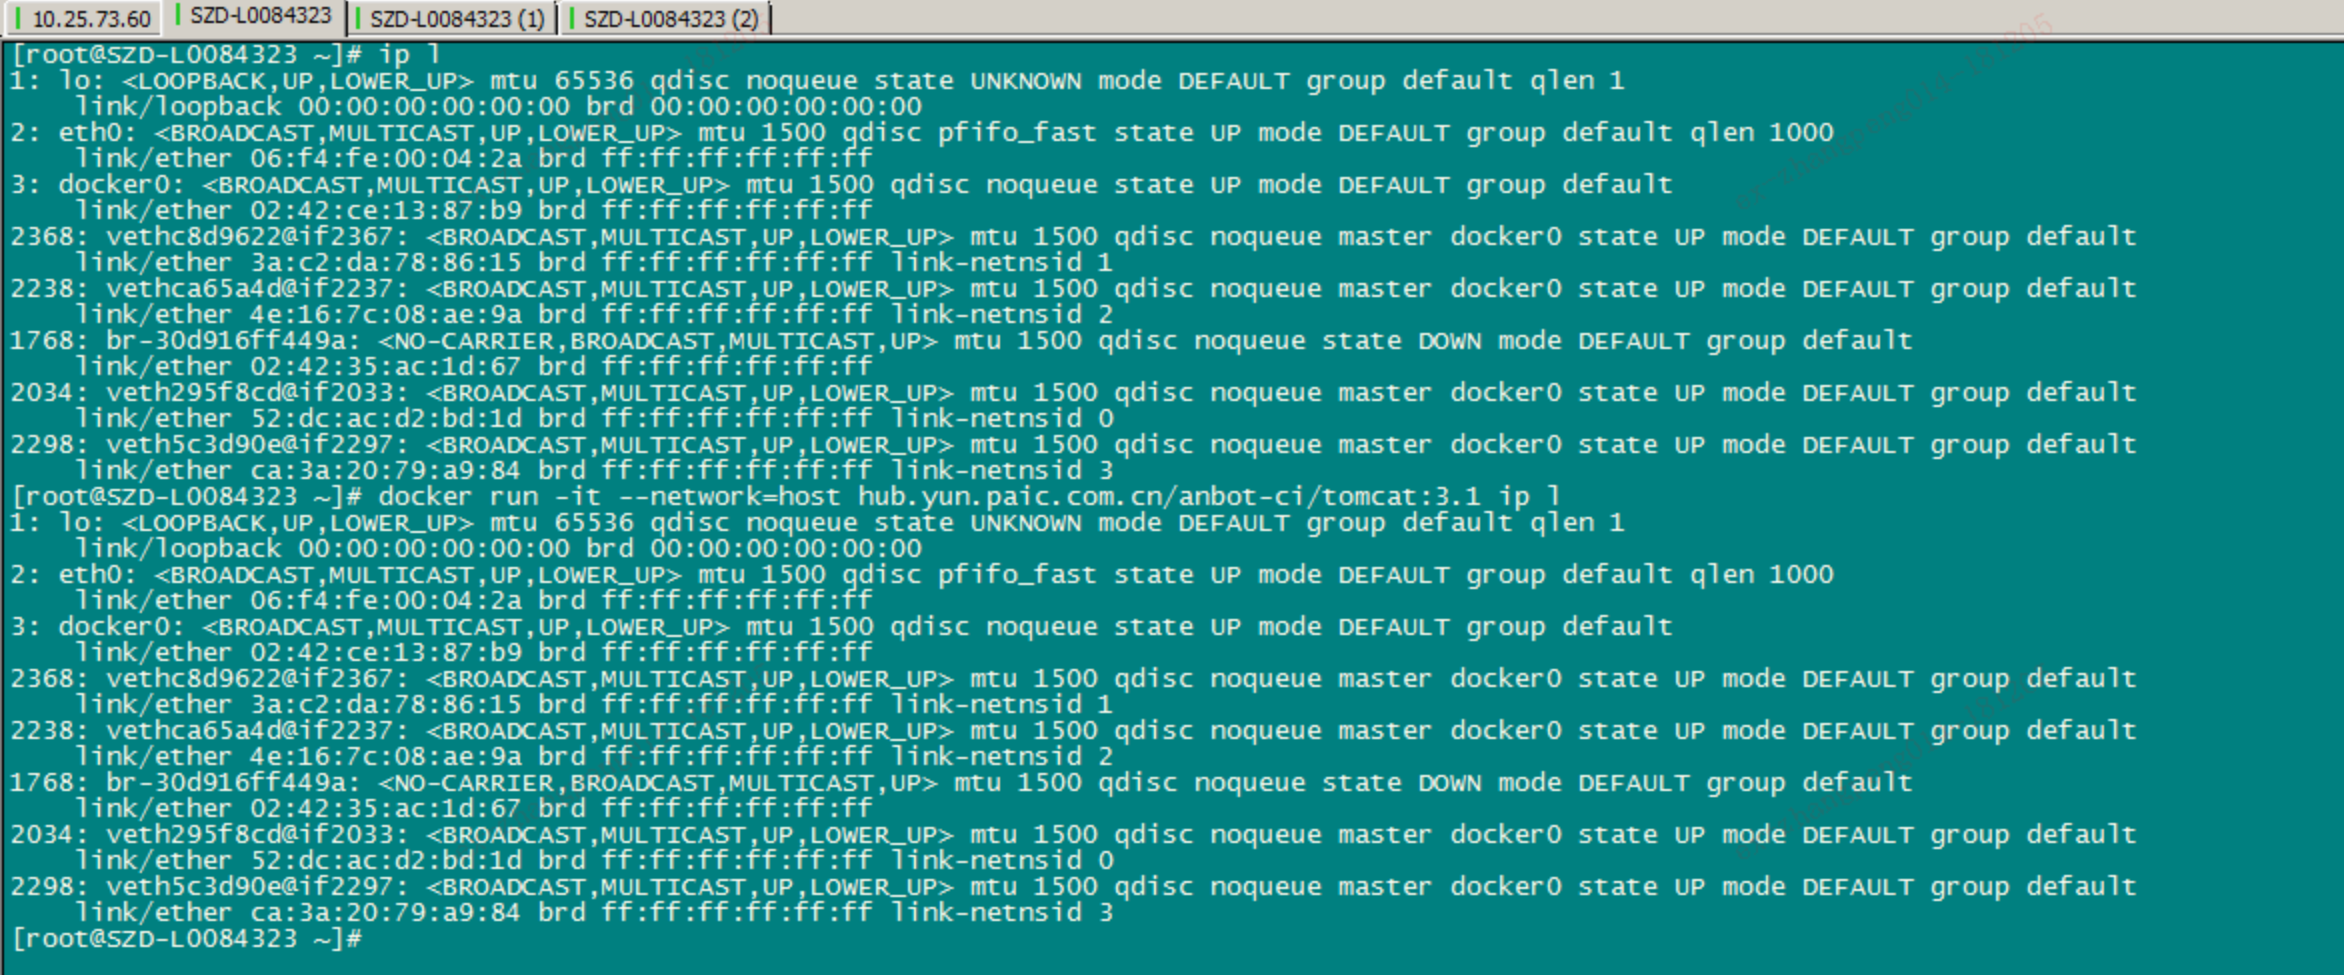 10.25.73.60
SZD-L0084323
SZD-L0084323 (1)
SZD-L0084323 (2)
[root@SZD-L0084323 ~]# ip l
1: lo: <LOOPBACK,UP,LOWER_UP> mtu 65536 qdisc noqueue state UNKNOWN mode DEFAULT group default qlen 1
link/loopback 00:00:00:00:00:00 brd 00:00:00:00:00:00
2: eth0: <BROADCAST,MULTICAST,UP,LOWER_UP> mtu 1500 qdisc pfifo_fast state UP mode DEFAULT group default qlen 1000
link/ether 06:f4:fe:00:04:2a brd ff:ff:ff:ff:ff:ff
3: docker0: <BROADCAST,MULTICAST,UP,LOWER_UP> mtu 1500 qdisc noqueue state UP mode DEFAULT group default
link/ether 02:42:ce:13:87:b9 brd ff:ff:ff:ff:ff:ff
2368: vethc8d9622@if2367: <BROADCAST,MULTICAST,UP,LOWER_UP> mtu 1500 qdisc noqueue master docker0 state UP mode DEFAULT group default
link/ether 3a:c2:da:78:86:15 brd ff:ff:ff:ff:ff:ff link-netnsid 1
2238: vethca65a4d@if2237: <BROADCAST,MULTICAST,UP,LOWER_UP> mtu 1500 qdisc noqueue master docker0 state UP mode DEFAULT group default
link/ether 4e:16:7c:08:ae:9a brd ff:ff:ff:ff:ff:ff link-netnsid 2
1768: br-30d916ff449a: <NO-CARRIER,BROADCAST,MULTICAST,UP> mtu 1500 qdisc noqueue state DOWN mode DEFAULT group default
link/ether 02:42:35:ac:1d:67 brd ff:ff:ff:ff:ff:ff
2034: veth295f8cd@if2033: <BROADCAST,MULTICAST,UP,LOWER_UP> mtu 1500 qdisc noqueue master docker0 state UP mode DEFAULT group default
link/ether 52:dc:ac:d2:bd:1d brd ff:ff:ff:ff:ff:ff link-netnsid 0
2298: veth5c3d90e@if2297: <BROADCAST,MULTICAST,UP,LOWER_UP> mtu 1500 qdisc noqueue master docker0 state UP mode DEFAULT group default
link/ether ca:3a:20:79:a9:84 brd ff:ff:ff:ff:ff:ff link-netnsid 3
[root@SZD-L0084323 ~]# docker run -it --network=host hub.yun.paic.com.cn/anbot-ci/tomcat:3.1 ip l
1: lo: <LOOPBACK,UP,LOWER_UP> mtu 65536 qdisc noqueue state UNKNOWN mode DEFAULT group default qlen 1
link/loopback 00:00:00:00:00:00 brd 00:00:00:00:00:00
2: eth0: <BROADCAST,MULTICAST,UP,LOWER_UP> mtu 1500 qdisc pfifo_fast state UP mode DEFAULT group default qlen 1000
link/ether 06:f4:fe:00:04:2a brd ff:ff:ff:ff:ff:ff
3: docker0: <BROADCAST,MULTICAST,UP,LOWER_UP> mtu 1500 qdisc noqueue state UP mode DEFAULT group default
link/ether 02:42:ce:13:87:b9 brd ff:ff:ff:ff:ff:ff
2368: vethc8d9622@if2367: <BROADCAST,MULTICAST,UP,LOWER_UP> mtu 1500 qdisc noqueue master docker0 state UP mode DEFAULT group default
link/ether 3a:c2:da:78:86:15 brd ff:ff:ff:ff:ff:ff link-netnsid 1
2238: vethca65a4d@if2237: <BROADCAST,MULTICAST,UP,LOWER_UP> mtu 1500 qdisc noqueue master docker0 state UP mode DEFAULT group default
link/ether 4e:16:7c:08:ae:9a brd ff:ff:ff:ff:ff:ff link-netnsid 2
1768: br-30d916ff449a: <NO-CARRIER,BROADCAST,MULTICAST,UP> mtu 1500 qdisc noqueue state DOWN mode DEFAULT group default
link/ether 02:42:35:ac:1d:67 brd ff:ff:ff:ff:ff:ff
2034: veth295f8cd@if2033: <BROADCAST,MULTICAST,UP,LOWER_UP> mtu 1500 qdisc noqueue master docker0 state UP mode DEFAULT group default
link/ether 52:dc:ac:d2:bd:1d brd ff:ff:ff:ff:ff:ff link-netnsid 0
2298: veth5c3d90e@if2297: <BROADCAST,MULTICAST,UP,LOWER_UP> mtu 1500 qdisc noqueue master docker0 state UP mode DEFAULT group default
link/ether ca:3a:20:79:a9:84 brd ff:ff:ff:ff:ff:ff link-netnsid 3
[root@SZD-L0084323 ~]#